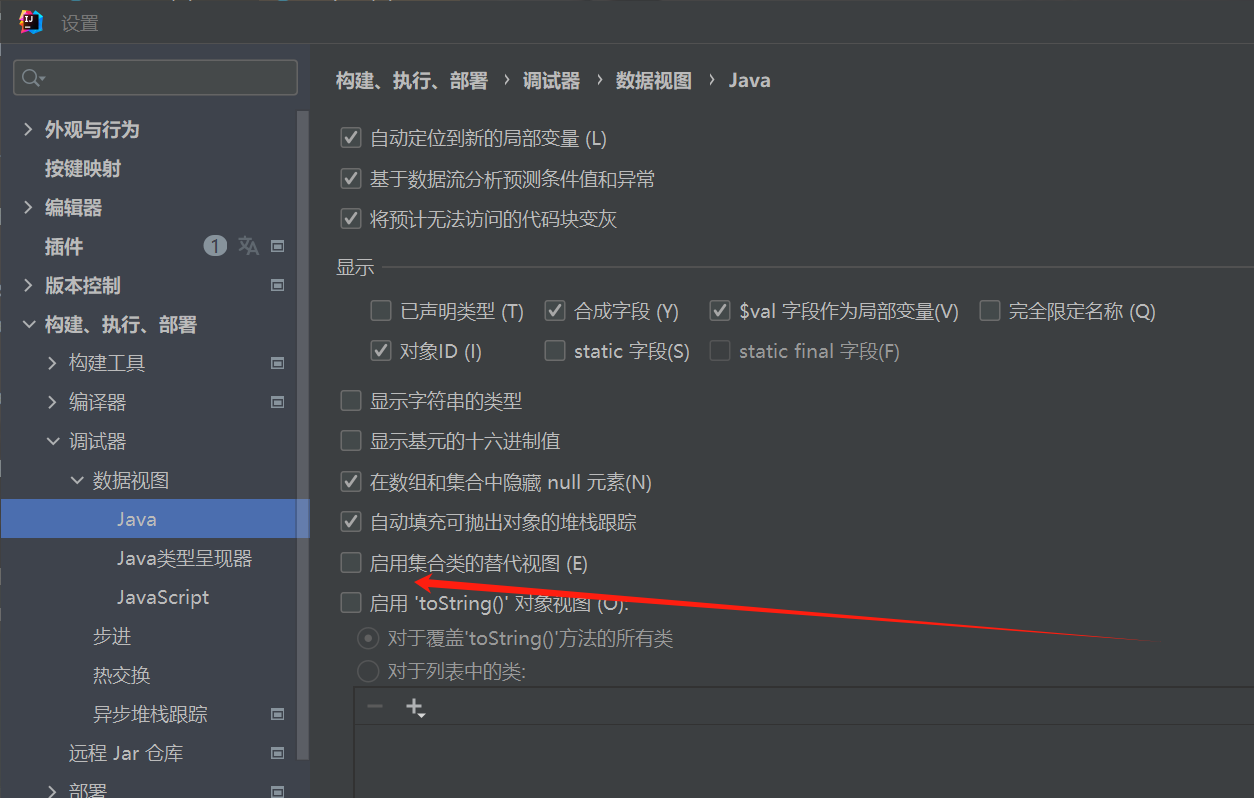 设置
外观与行为
按键映射
编辑器
插件 1
版本控制
构建、执行、部署
构建工具
编译器
调试器
数据视图
Java
Java类型呈现器
JavaScript
步进
热交换
异步堆栈跟踪
远程 Jar 仓库
部署
构建、执行、部署 › 调试器 › 数据视图 › Java
自动定位到新的局部变量 (L)
基于数据流分析预测条件值和异常
将预计无法访问的代码块变灰
显示
已声明类型 (T) 合成字段 (Y) $val 字段作为局部变量(V) 完全限定名称 (Q)
对象ID (I) static 字段(S) static final 字段(F)
显示字符串的类型
显示基元的十六进制值
在数组和集合中隐藏 null 元素(N)
自动填充可抛出对象的堆栈跟踪
启用集合类的替代视图 (E)
启用 'toString()' 对象视图 (O):
对于覆盖'toString()'方法的所有类
对于列表中的类: